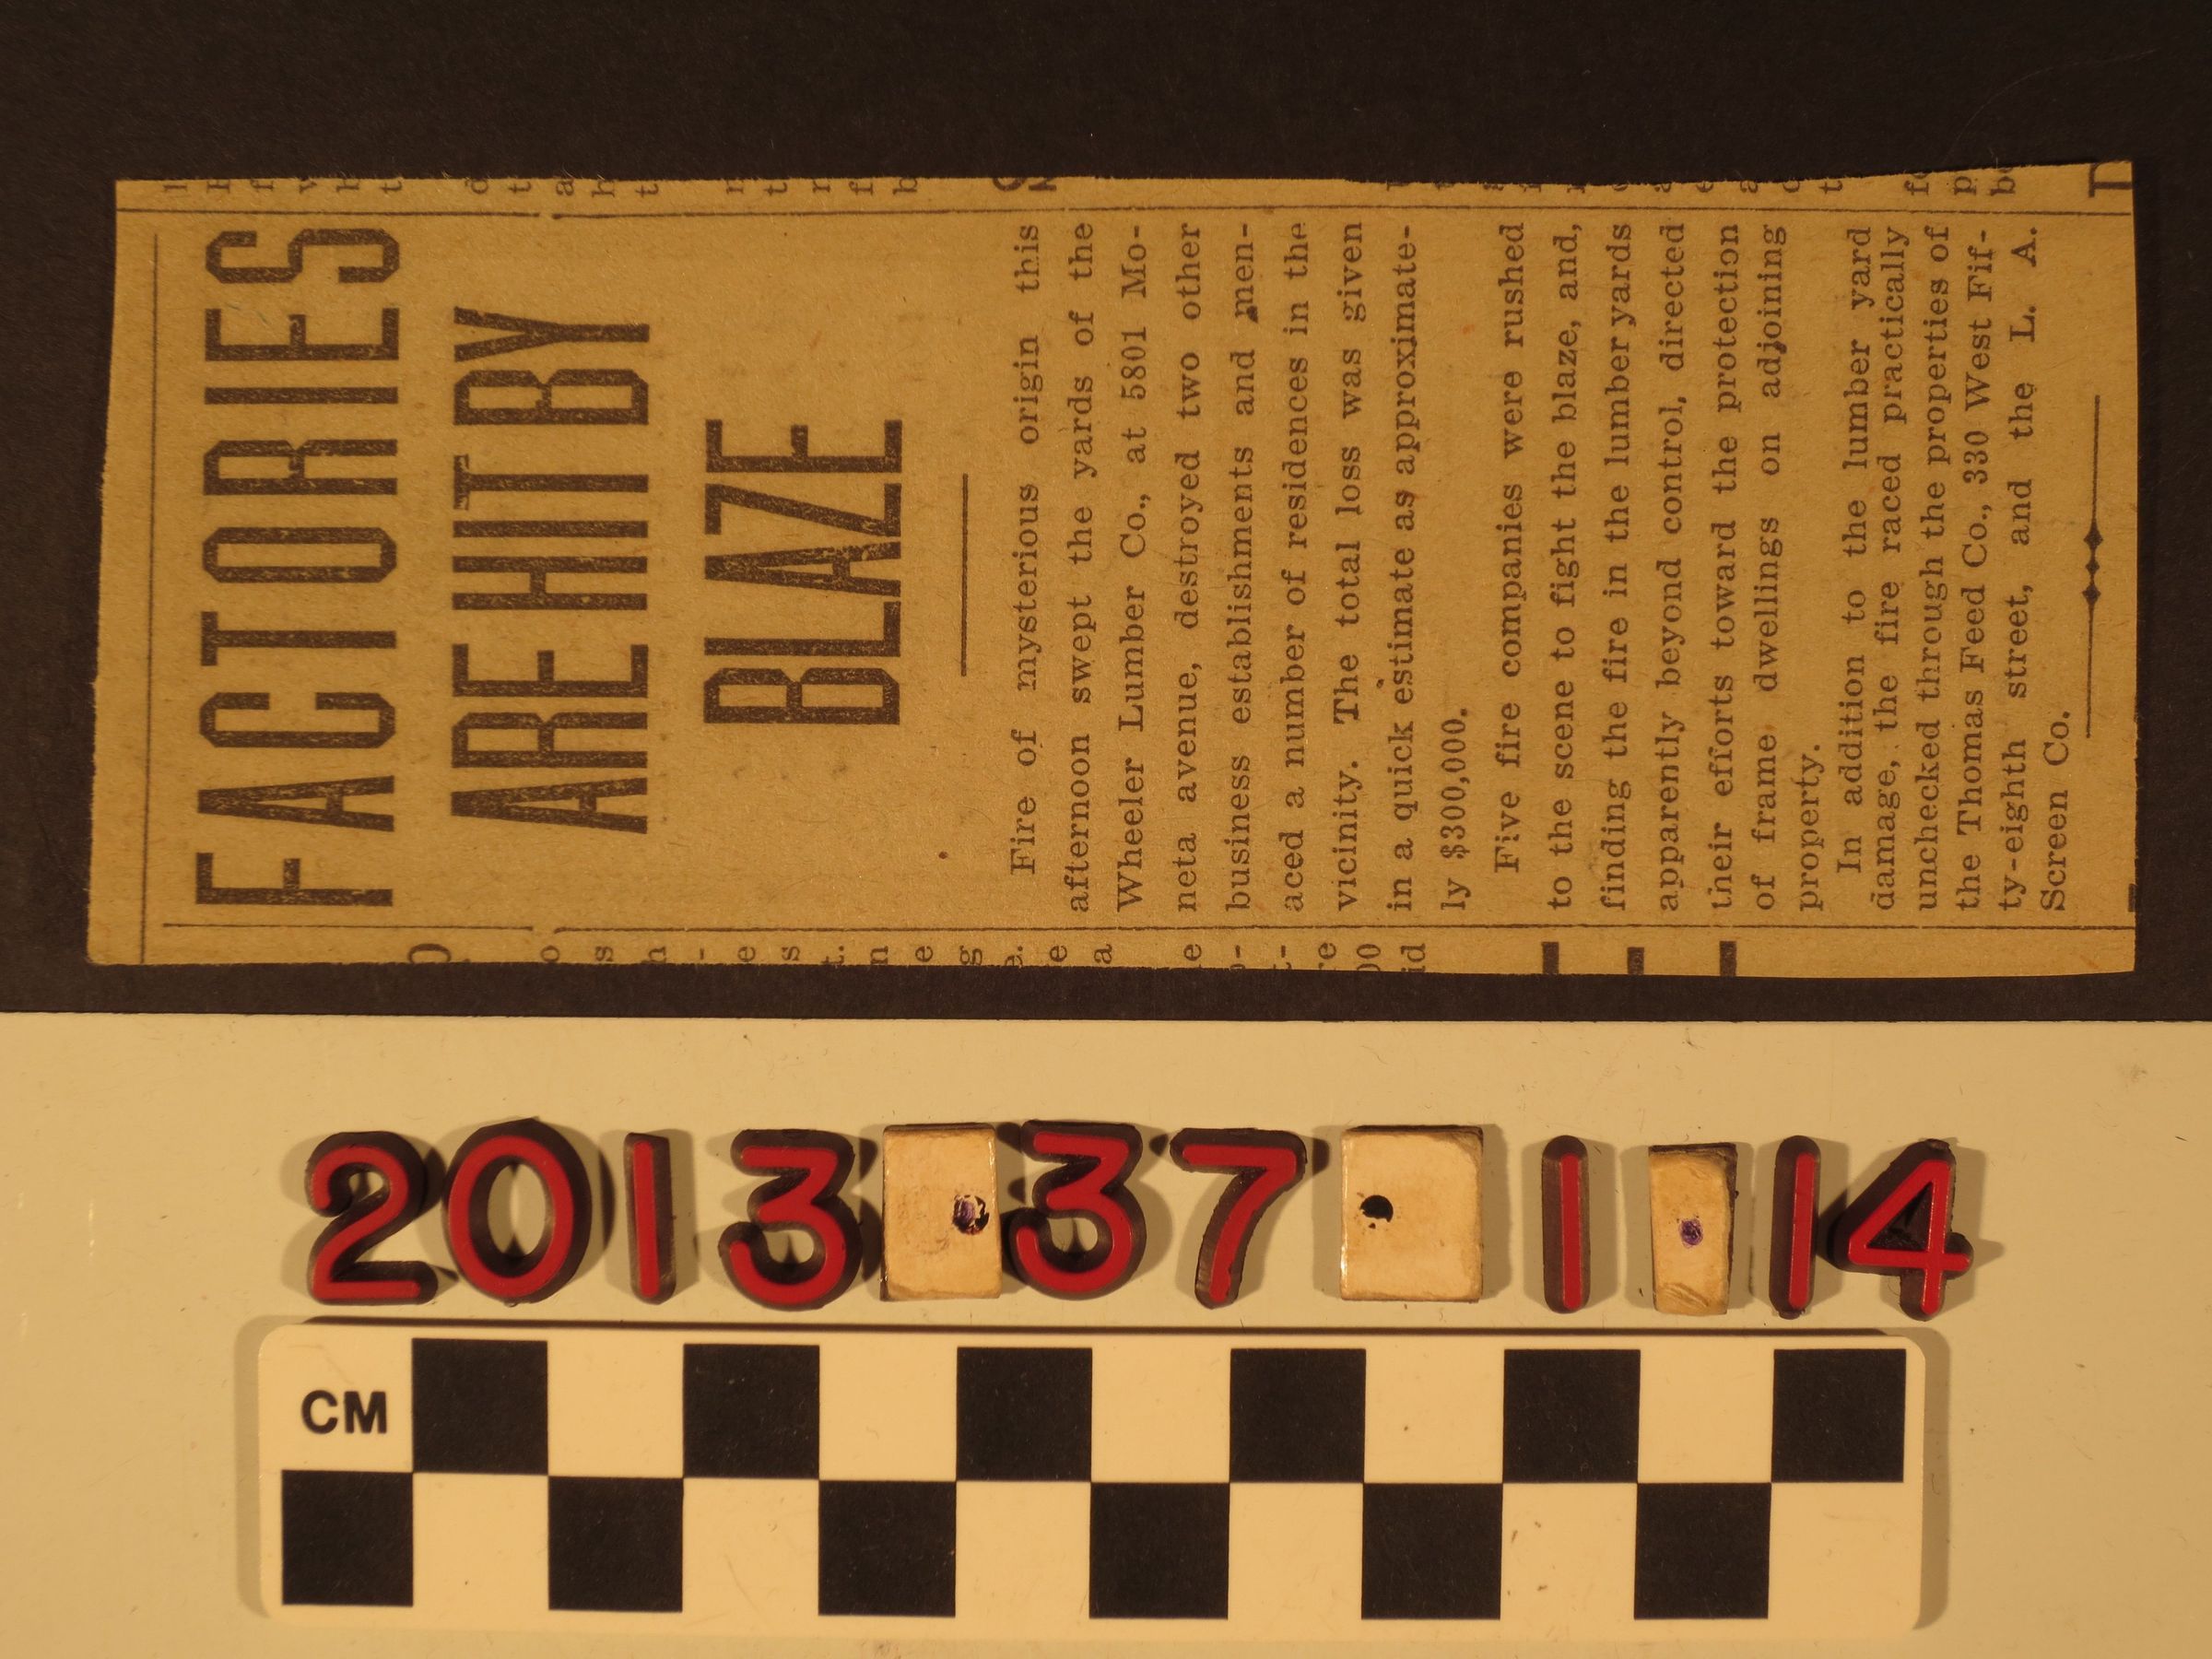 FACTORIES
ARE HIT BY
BLAZE
Fire of mysterious origin this
afternoon swept the yards of the
Wheeler Lumber Co., at 5801 Mo-
neta avenue, destroyed two other
business establishments and men-
aced a number of residences in the
vicinity. The total loss was given
in a quick estimate as approximate-
ly $300,000.
Five fire companies were rushed
to the scene to fight the blaze, and,
finding the fire in the lumber yards
apparently beyond control, directed
their efforts toward the protection
of frame dwellings on adjoining
property.
In addition to the lumber yard
damage, the fire raced practically
unchecked through the properties of
the Thomas Feed Co., 330 West Fif-
ty-eighth street, and the L. A.
Screen Co.
2013.37.1.14
CM